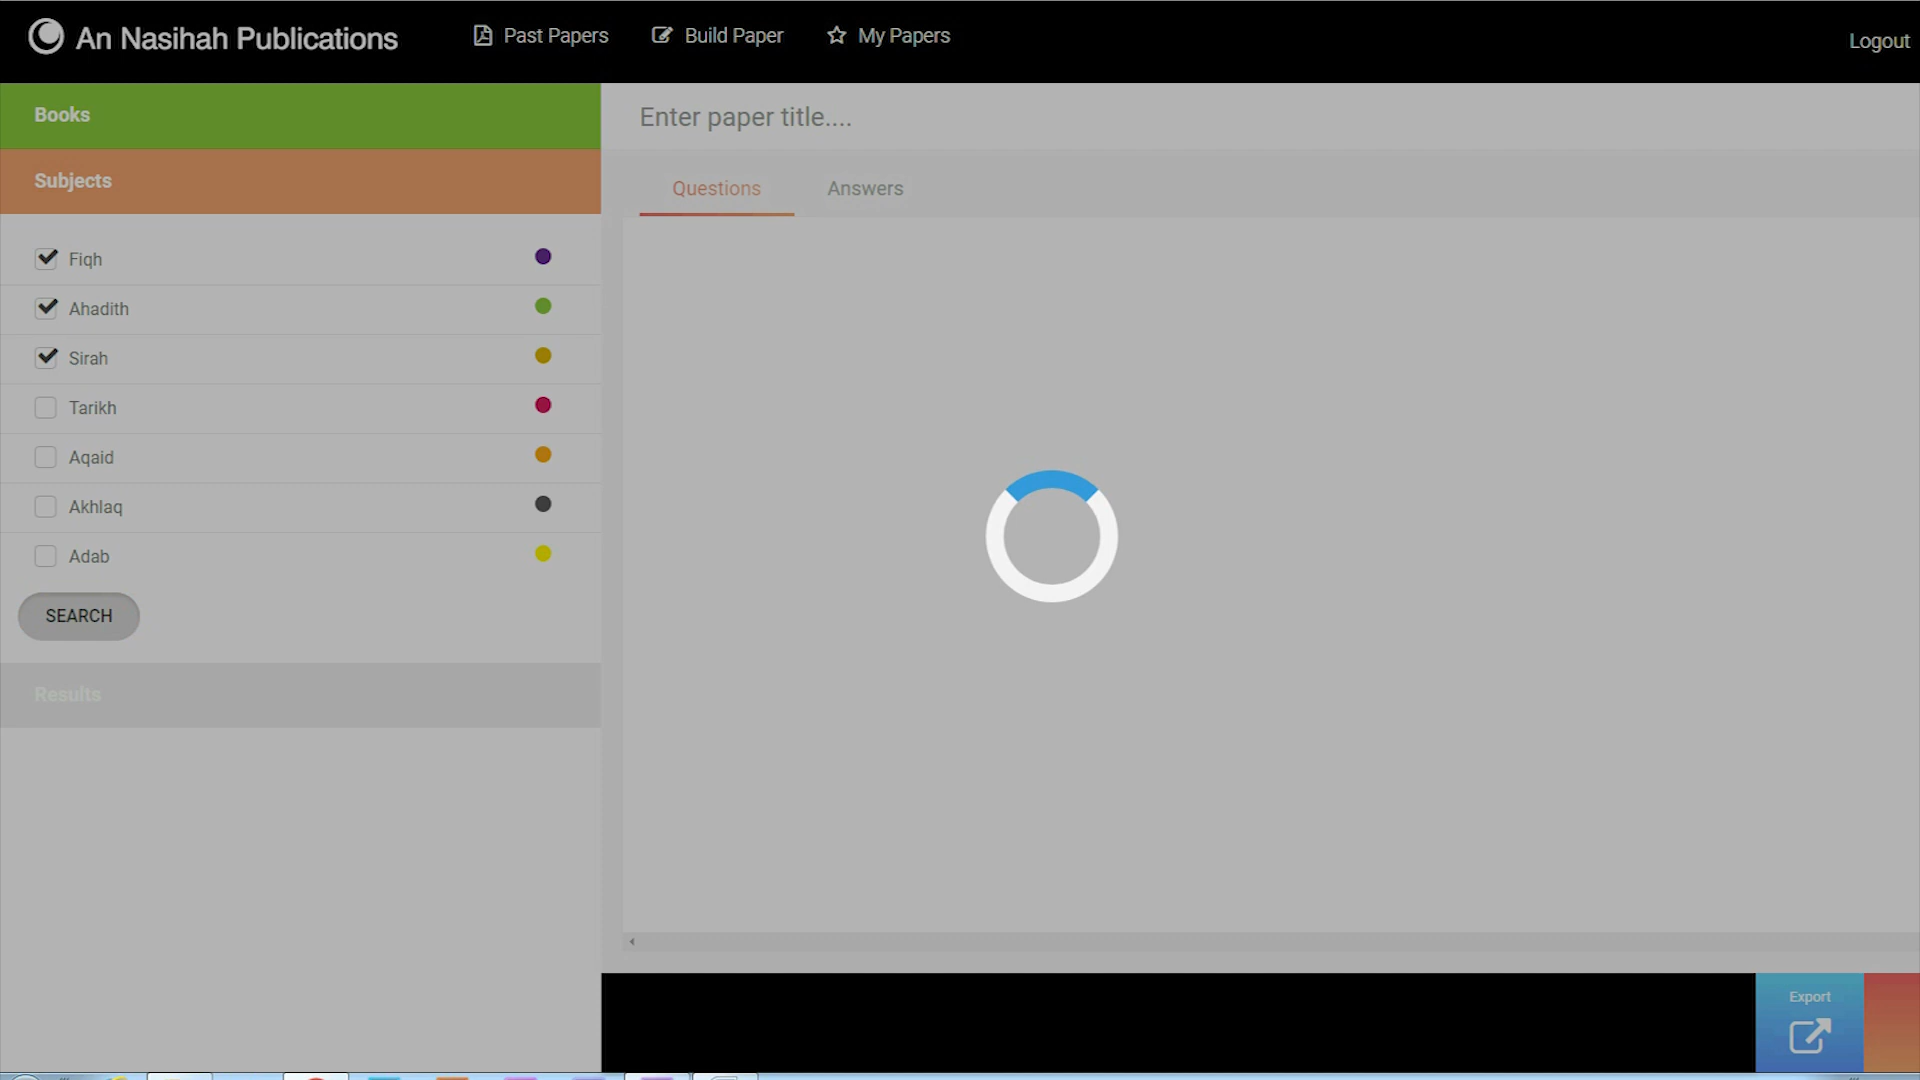 An Nasihah Publications
Past Papers
Build Paper
My Papers
Logout
Books
Subjects
Fiqh
Ahadith
Sirah
Tarikh
Aqaid
Akhlaq
Adab
SEARCH
Results
Enter paper title....
Questions
Answers
Export